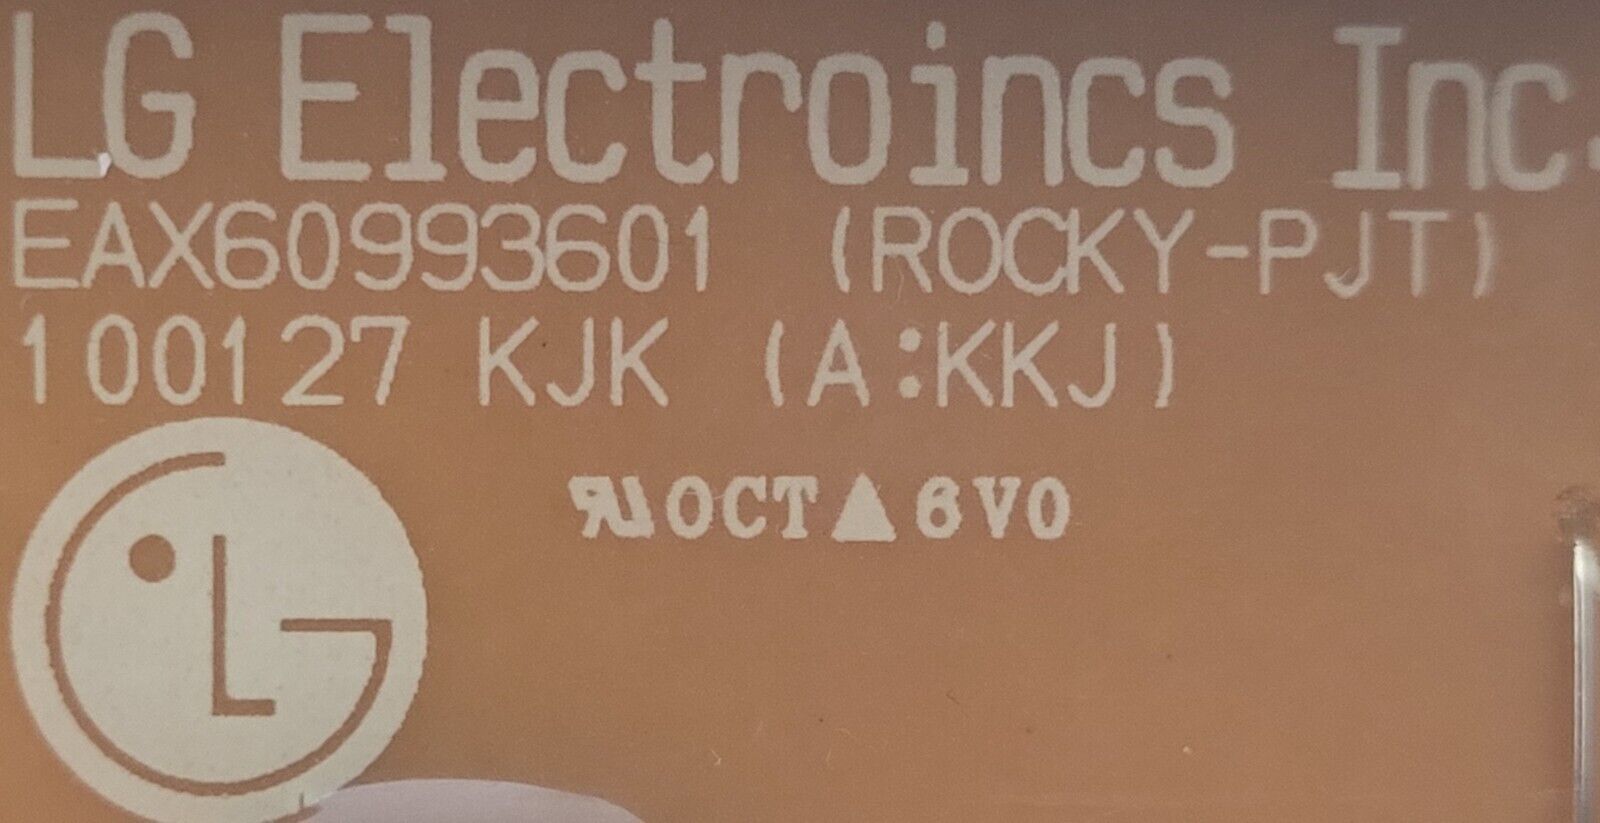 LG Electroincs Inc.
EAX60993601 (ROCKY-PJT)
100127 KJK (A:KKJ)
OCT▲6V0
LG